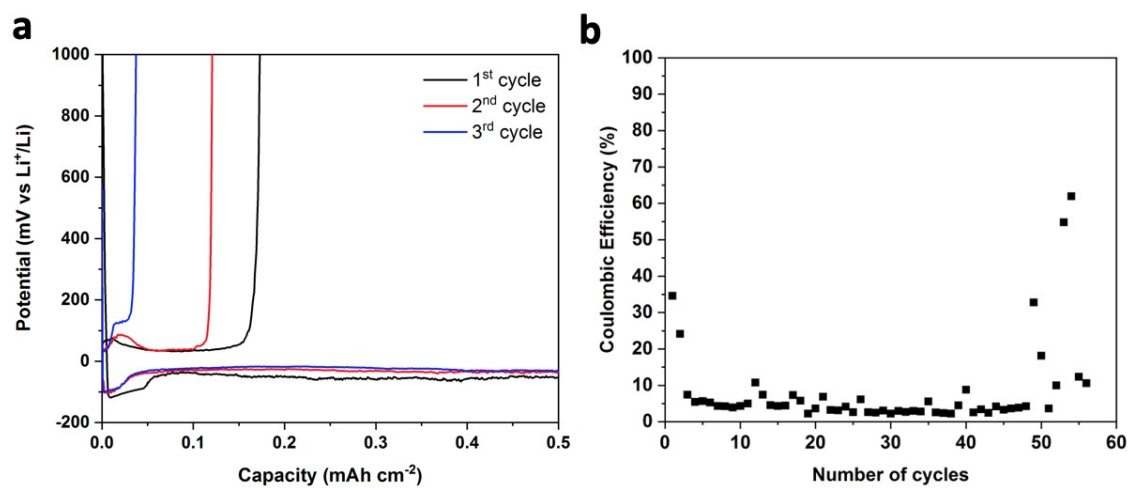 a
1000
800
600
400
200
0
-200
Potential (mV vs Li⁺/Li)
1ˢᵗ cycle
2ⁿᵈ cycle
3ʳᵈ cycle
0.0 0.1 0.2 0.3 0.4 0.5
Capacity (mAh cm⁻²)
b
100
90
80
70
60
50
40
30
20
10
0
Coulombic Efficiency (%)
0 10 20 30 40 50 60
Number of cycles